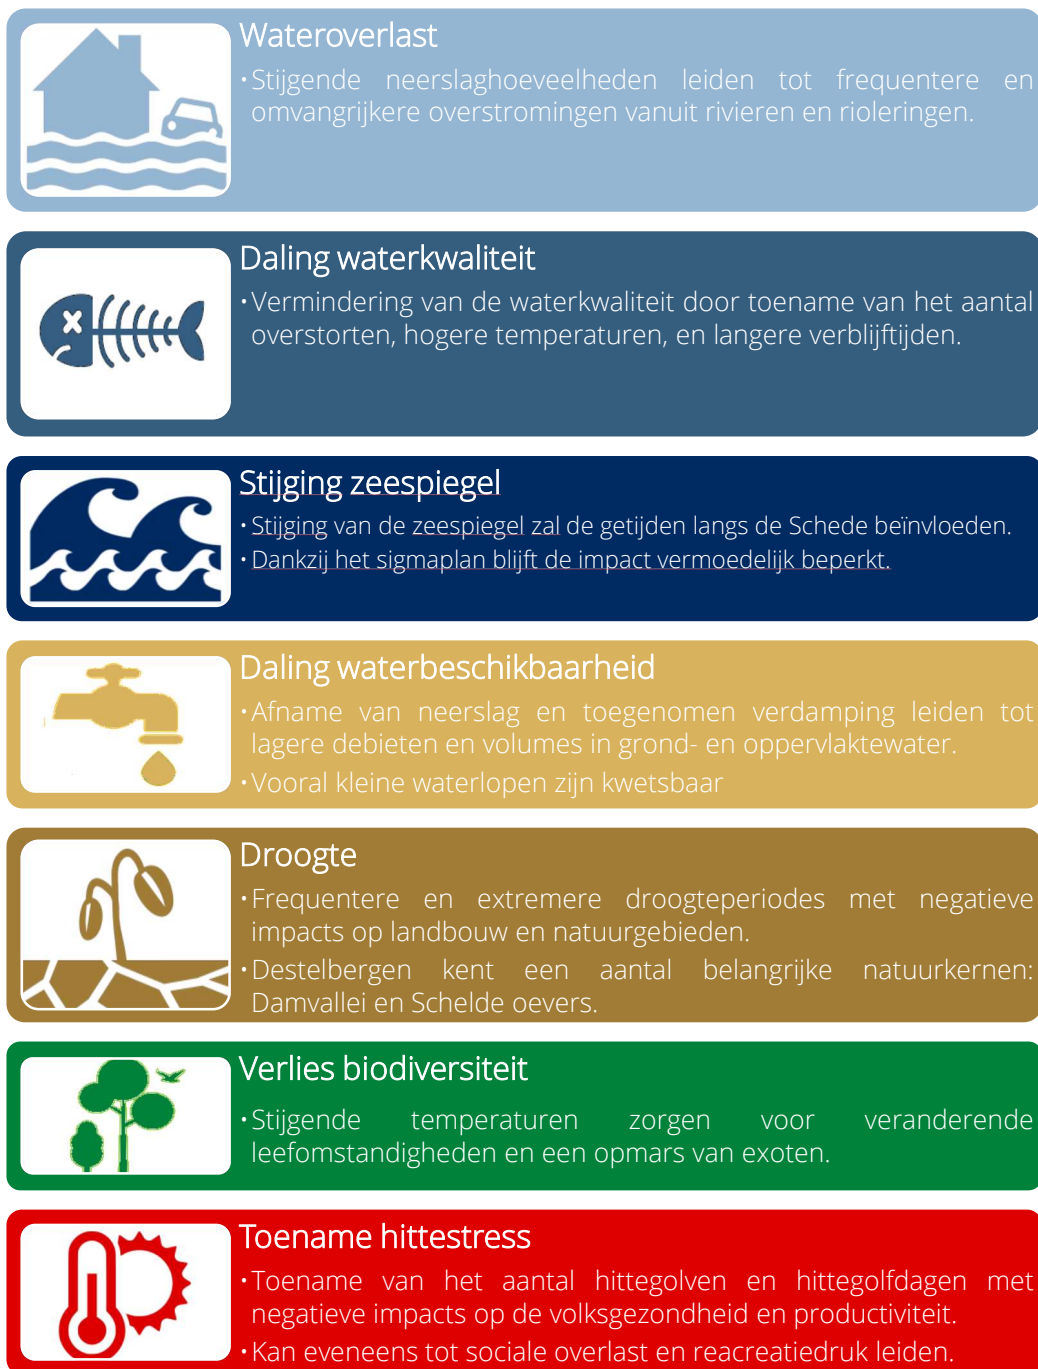 Wateroverlast
·Stijgende neerslaghoeveelheden leiden tot frequentere en
omvangrijkere overstromingen vanuit rivieren en rioleringen.
Daling waterkwaliteit
·Vermindering van de waterkwaliteit door toename van het aantal
overstorten, hogere temperaturen, en langere verblijftijden.
Stijging zeespiegel
·Stijging van de zeespiegel zal de getijden langs de Schede beïnvloeden.
·Dankzij het sigmaplan blijft de impact vermoedelijk beperkt.
Daling waterbeschikbaarheid
·Afname van neerslag en toegenomen verdamping leiden tot
lagere debieten en volumes in grond- en oppervlaktewater.
·Vooral kleine waterlopen zijn kwetsbaar
Droogte
·Frequentere en extremere droogteperiodes met negatieve
impacts op landbouw en natuurgebieden.
·Destelbergen kent een aantal belangrijke natuurkernen:
Damvallei en Schelde oevers.
Verlies biodiversiteit
·Stijgende temperaturen zorgen voor veranderende
leefomstandigheden en een opmars van exoten.
Toename hittestress
·Toename van het aantal hittegolven en hittegolfdagen met
negatieve impacts op de volksgezondheid en productiviteit.
·Kan eveneens tot sociale overlast en reacreatiedruk leiden.